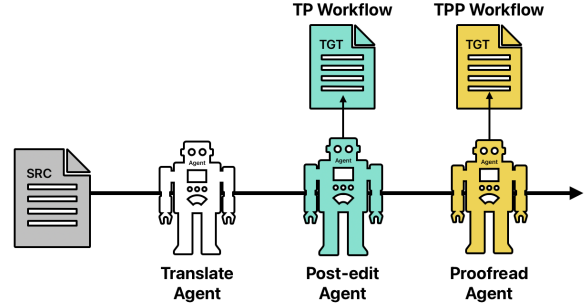 TP Workflow
TPP Workflow
TGT
TGT
SRC
Agent
Agent
Agent
Translate
Agent
Post-edit
Agent
Proofread
Agent